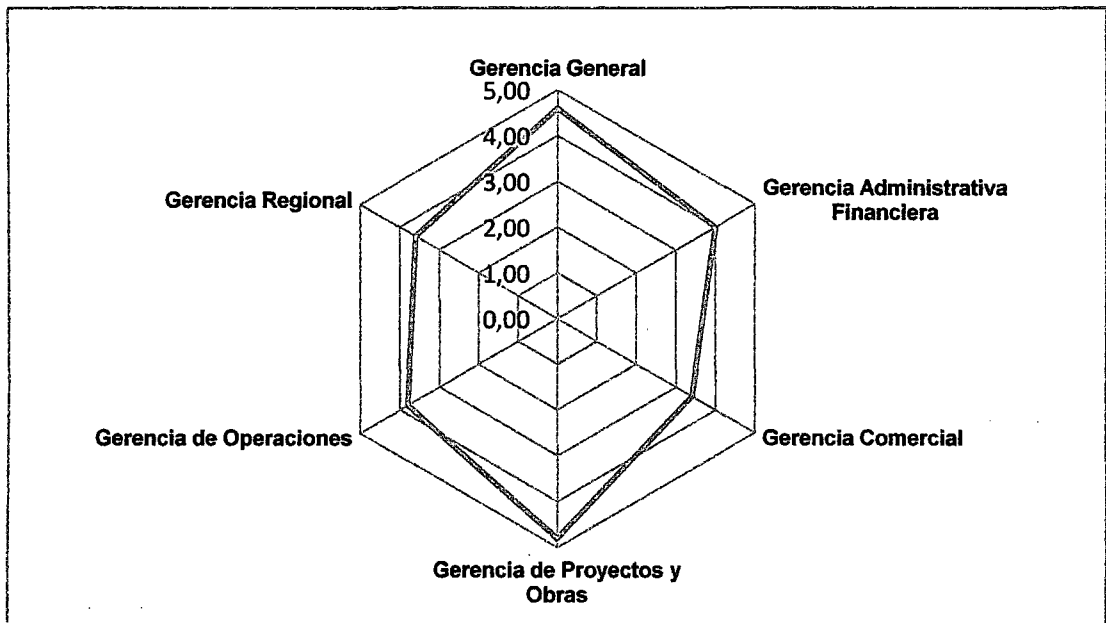 Gerencia General
5,00
4,00
3,00
2,00
1,00
0,00
Gerencia Administrativa
Financiera
Gerencia Comercial
Gerencia de Proyectos y
Obras
Gerencia de Operaciones
Gerencia Regional